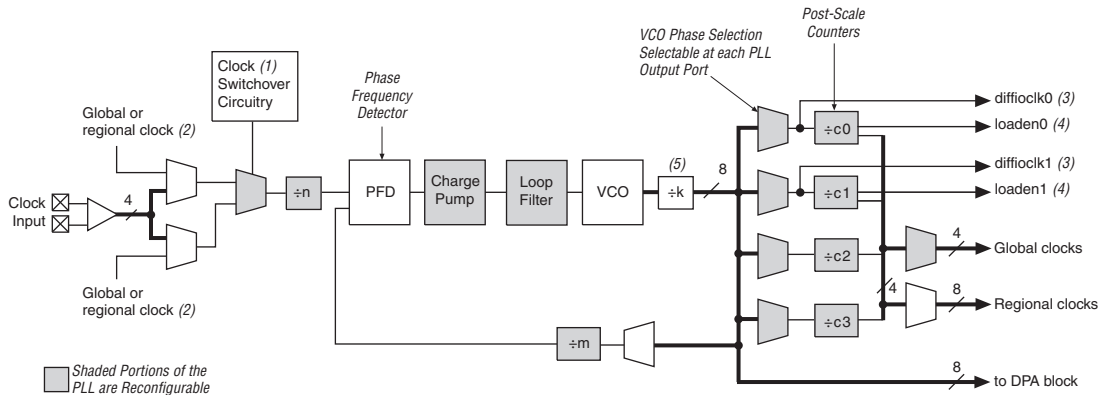 VCO Phase Selection
Selectable at each PLL
Output Port
Post-Scale
Counters
Clock (1)
Switchover
Circuitry
Phase
Frequency
Detector
Global or
regional clock (2)
Clock
Input
4
Global or
regional clock (2)
÷n
PFD
Charge
Pump
Loop
Filter
VCO
(5)
÷k
8
÷c0
÷c1
÷c2
÷c3
÷m
4
diffioclk0 (3)
loaden0 (4)
diffioclk1 (3)
loaden1 (4)
4
Global clocks
8
Regional clocks
8
to DPA block
Shaded Portions of the
PLL are Reconfigurable